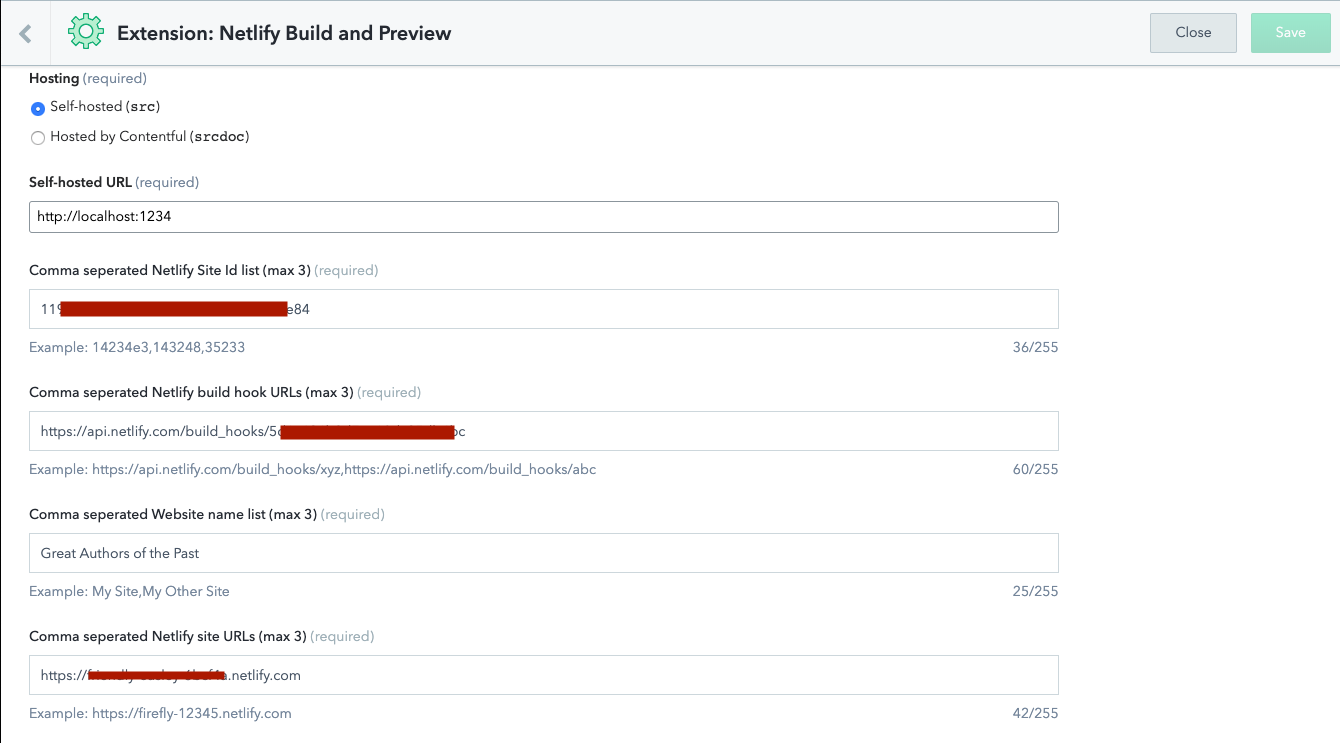 Extension: Netlify Build and Preview
Close
Save
Hosting (required)
Self-hosted (src)
Hosted by Contentful (srcdoc)
Self-hosted URL (required)
http://localhost:1234
Comma seperated Netlify Site Id list (max 3) (required)
119 e84
Example: 14234e3,143248,35233
36/255
Comma seperated Netlify build hook URLs (max 3) (required)
https://api.netlify.com/build_hooks/5
Example: https://api.netlify.com/build_hooks/xyz,https://api.netlify.com/build_hooks/abc
60/255
Comma seperated Website name list (max 3) (required)
Great Authors of the Past
Example: My Site,My Other Site
25/255
Comma seperated Netlify site URLs (max 3) (required)
https:// .netlify.com
Example: https://firefly-12345.netlify.com
42/255